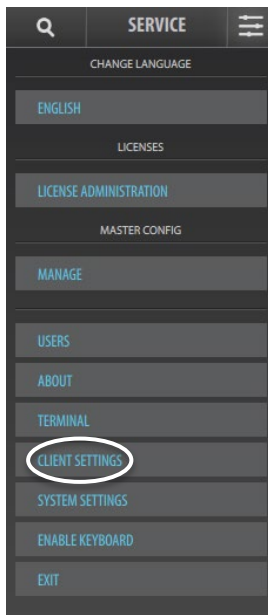 SERVICE
CHANGE LANGUAGE
ENGLISH
LICENSES
LICENSE ADMINISTRATION
MASTER CONFIG
MANAGE
USERS
ABOUT
TERMINAL
CLIENT SETTINGS
SYSTEM SETTINGS
ENABLE KEYBOARD
EXIT